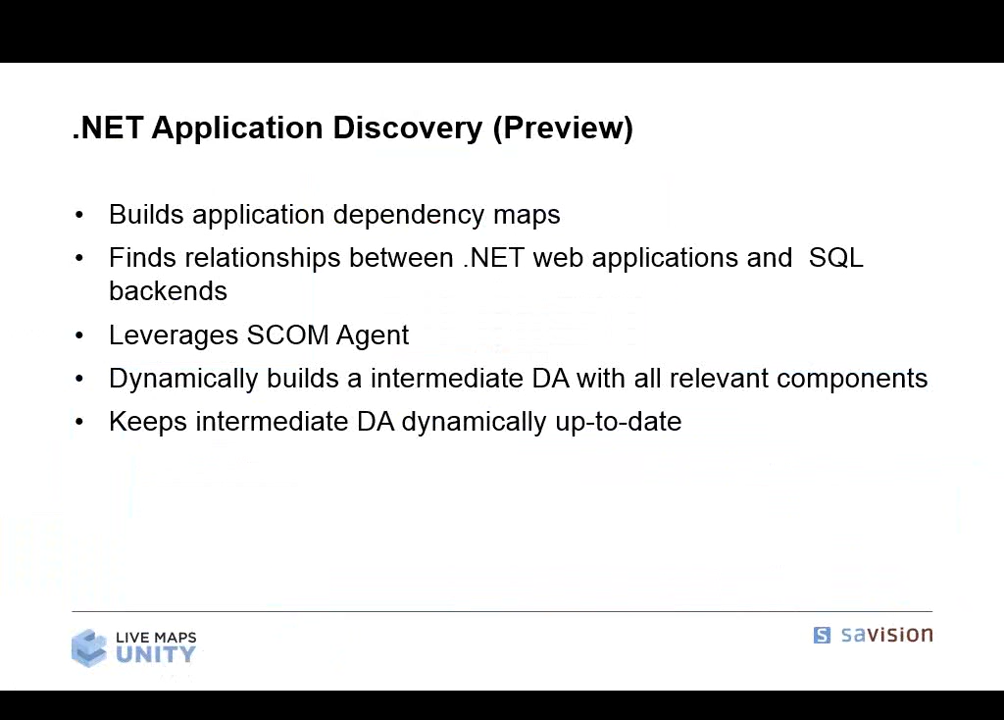 .NET Application Discovery (Preview)
• Builds application dependency maps
• Finds relationships between .NET web applications and  SQL
backends
• Leverages SCOM Agent
• Dynamically builds a intermediate DA with all relevant components
• Keeps intermediate DA dynamically up-to-date
LIVE MAPS
UNITY
S savision